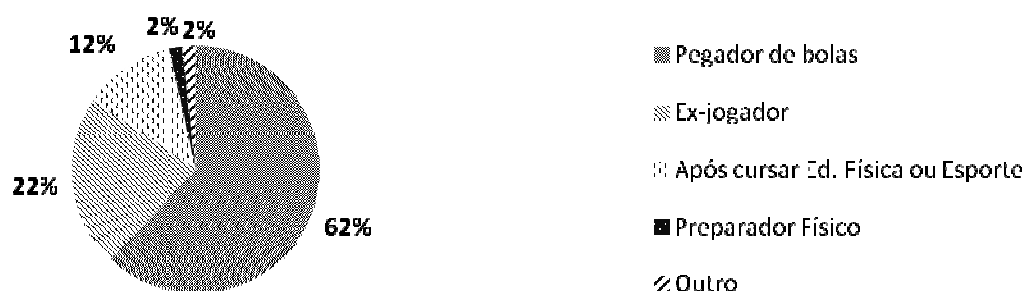 2% 2%
12%
22%
62%
Pegador de bolas
Ex-jogador
Após cursar Ed. Física ou Esporte
Preparador Físico
Outro